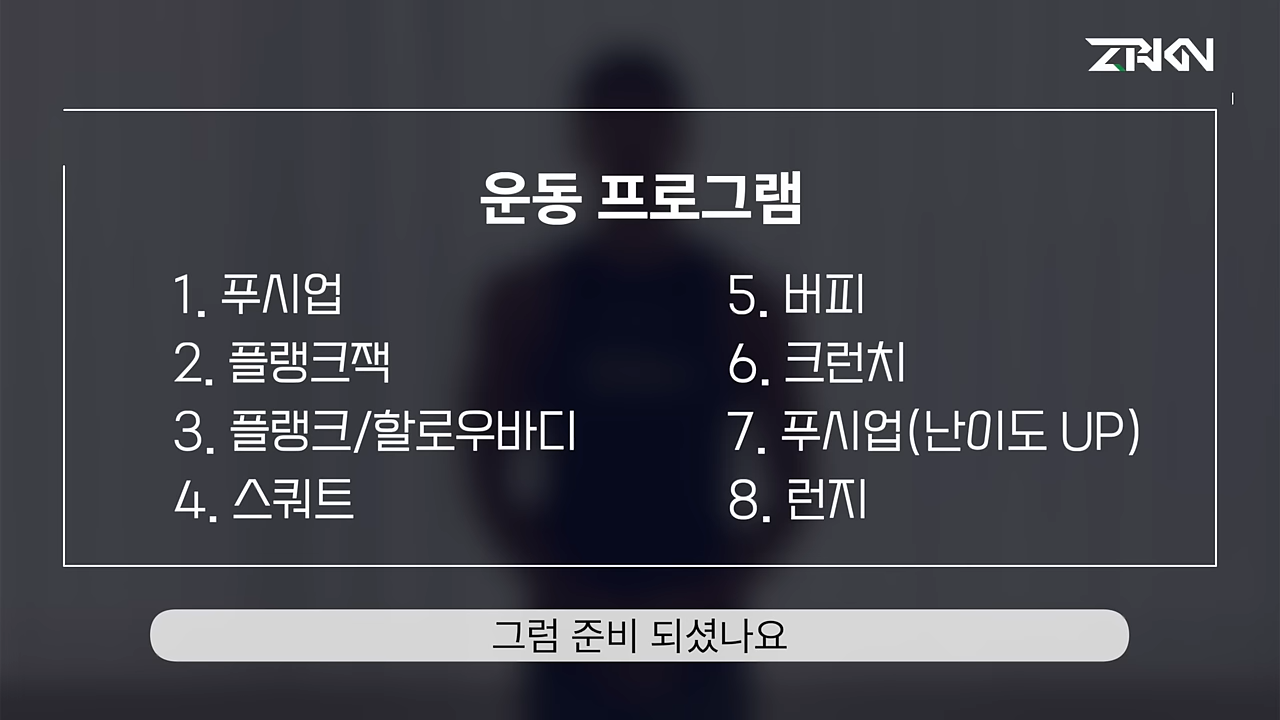 ZRKN
운동 프로그램
1. 푸시업
2. 플랭크잭
3. 플랭크/할로우바디
4. 스쿼트
5. 버피
6. 크런치
7. 푸시업(난이도 UP)
8. 런지
그럼 준비 되셨나요